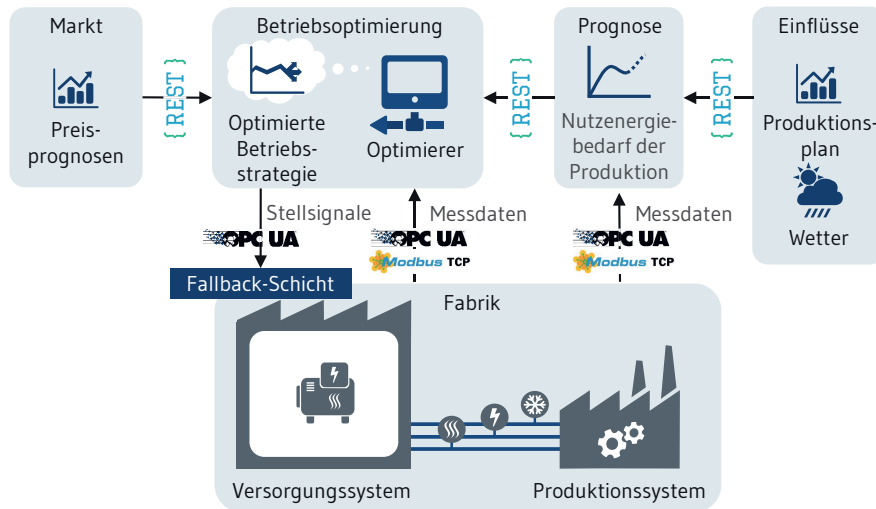 Markt
Betriebsoptimierung
Prognose
Einflüsse
{REST}
{REST}
{REST}
Preis-
prognosen
Optimierte
Betriebs-
strategie
Optimierer
Nutzenergie-
bedarf der
Produktion
Produktions-
plan
Wetter
Stellsignale
Messdaten
Messdaten
OPC UA
OPC UA
Modbus TCP
OPC UA
Modbus TCP
Fallback-Schicht
Fabrik
Versorgungssystem
Produktionssystem